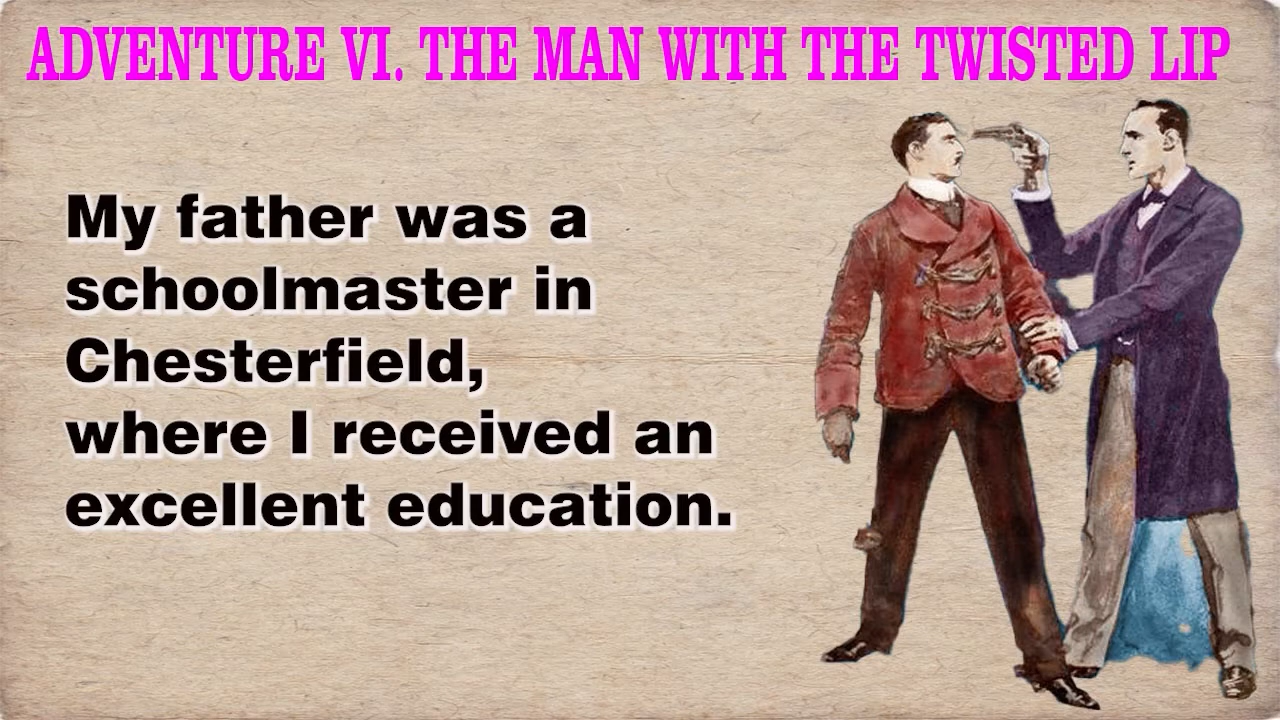 ADVENTURE VI. THE MAN WITH THE TWISTED LIP
My father was a
schoolmaster in
Chesterfield,
where I received an
excellent education.